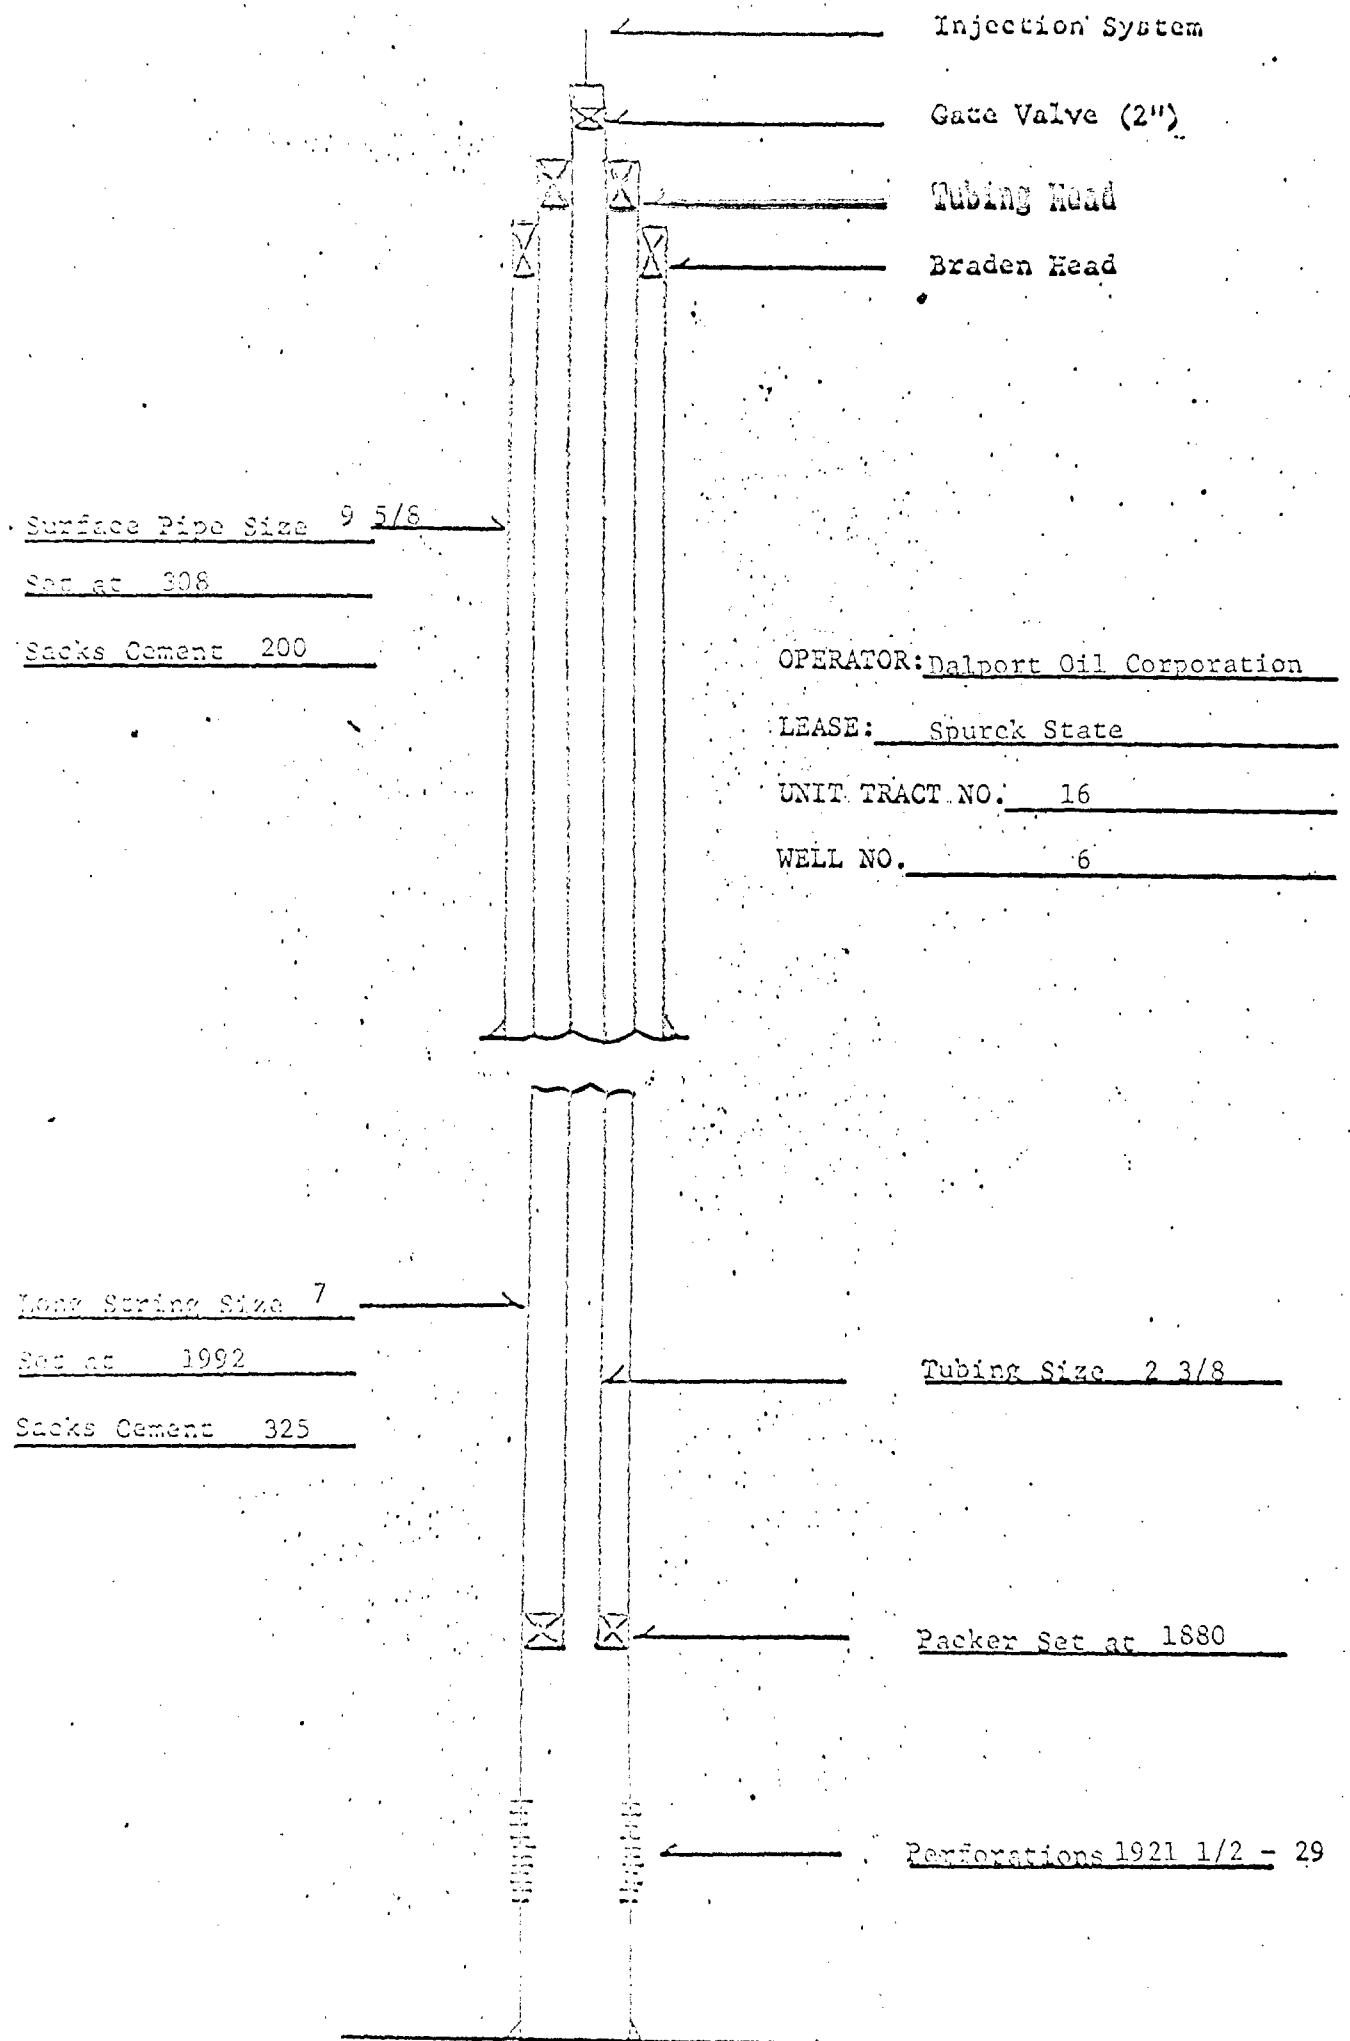 Injection System
Gate Valve (2")
Tubing Head
Braden Head
Surface Pipe Size 9 5/8
Set at 308
Sacks Cement 200
OPERATOR: Dalport Oil Corporation
LEASE: Spurck State
UNIT TRACT NO. 16
WELL NO. 6
Long String Size 7
Set at 1992
Sacks Cement 325
Tubing Size 2 3/8
Packer Set at 1880
Perforations 1921 1/2 - 29